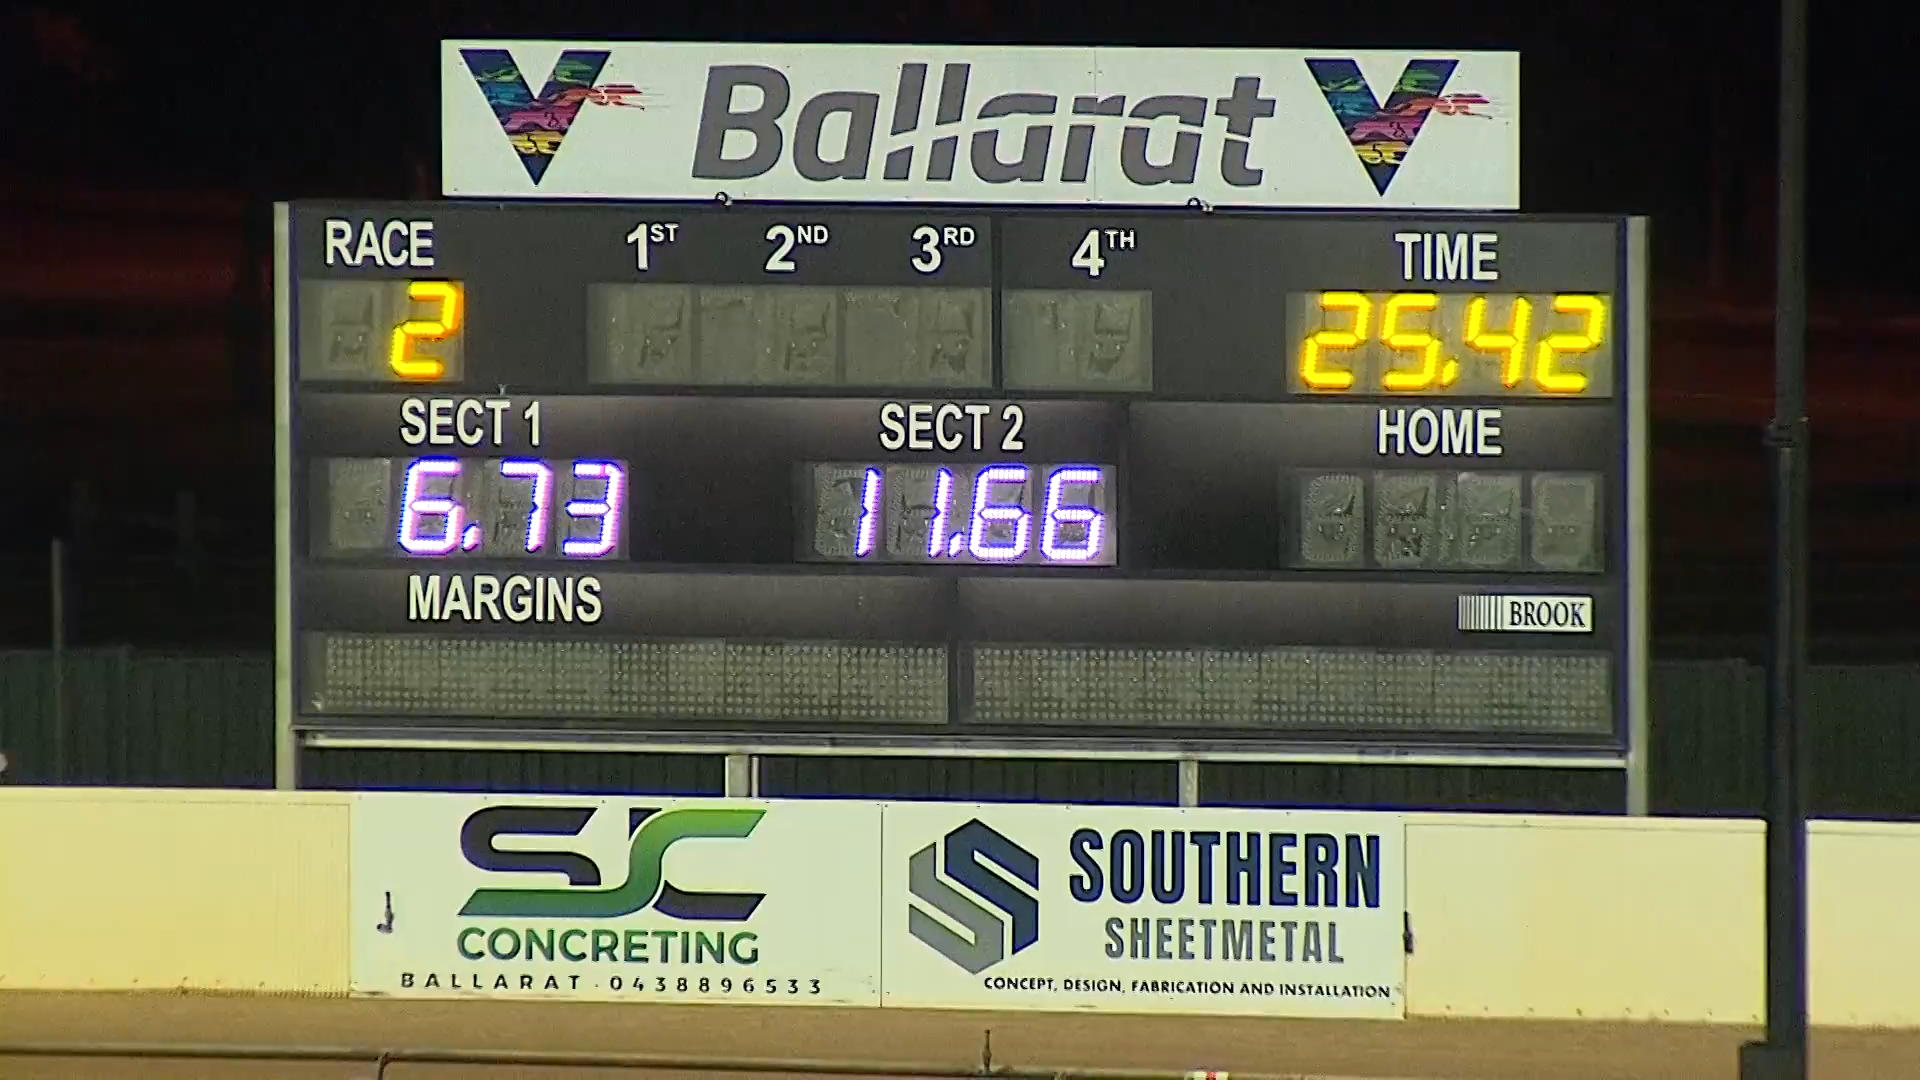 Ballarat
RACE 1ST 2ND 3RD 4TH TIME
2 25.42
SECT 1 SECT 2 HOME
6.73 11.66
MARGINS BROOK
SJC
CONCRETING
BALLARAT · 0438896533
SOUTHERN
SHEETMETAL
CONCEPT, DESIGN, FABRICATION AND INSTALLATION